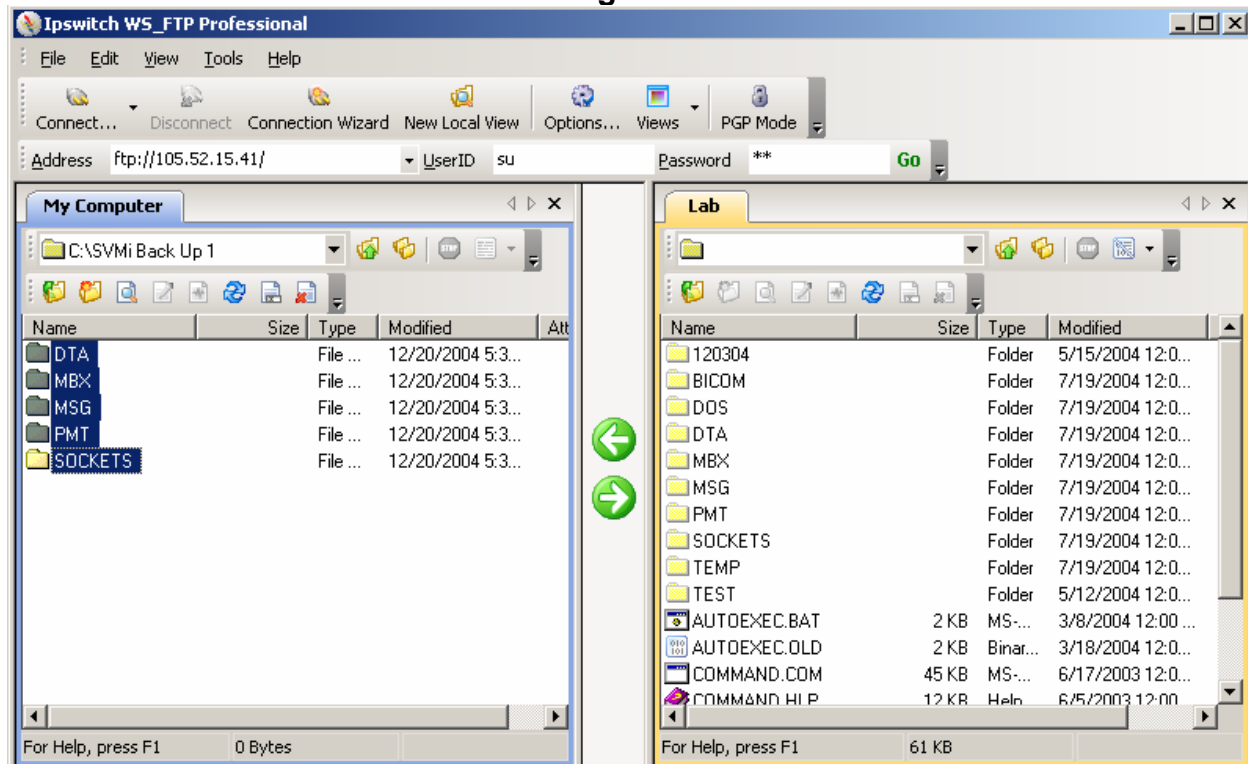 Ipswitch WS_FTP Professional
File Edit View Tools Help
Connect... Disconnect Connection Wizard New Local View Options... Views PGP Mode
Address ftp://105.52.15.41/ UserID su Password ** Go
My Computer
C:\SVMi Back Up 1
Name Size Type Modified Att
DTA File ... 12/20/2004 5:3...
MBX File ... 12/20/2004 5:3...
MSG File ... 12/20/2004 5:3...
PMT File ... 12/20/2004 5:3...
SOCKETS File ... 12/20/2004 5:3...
For Help, press F1 0 Bytes
Lab
Name Size Type Modified
120304 Folder 5/15/2004 12:0...
BICOM Folder 7/19/2004 12:0...
DOS Folder 7/19/2004 12:0...
DTA Folder 7/19/2004 12:0...
MBX Folder 7/19/2004 12:0...
MSG Folder 7/19/2004 12:0...
PMT Folder 7/19/2004 12:0...
SOCKETS Folder 7/19/2004 12:0...
TEMP Folder 7/19/2004 12:0...
TEST Folder 5/12/2004 12:0...
AUTOEXEC.BAT 2 KB MS-... 3/8/2004 12:00 ...
AUTOEXEC.OLD 2 KB Binar... 3/18/2004 12:0...
COMMAND.COM 45 KB MS-... 6/17/2003 12:0...
COMMAND.HLP 12 KB Help 6/5/2003 12:00
For Help, press F1 61 KB